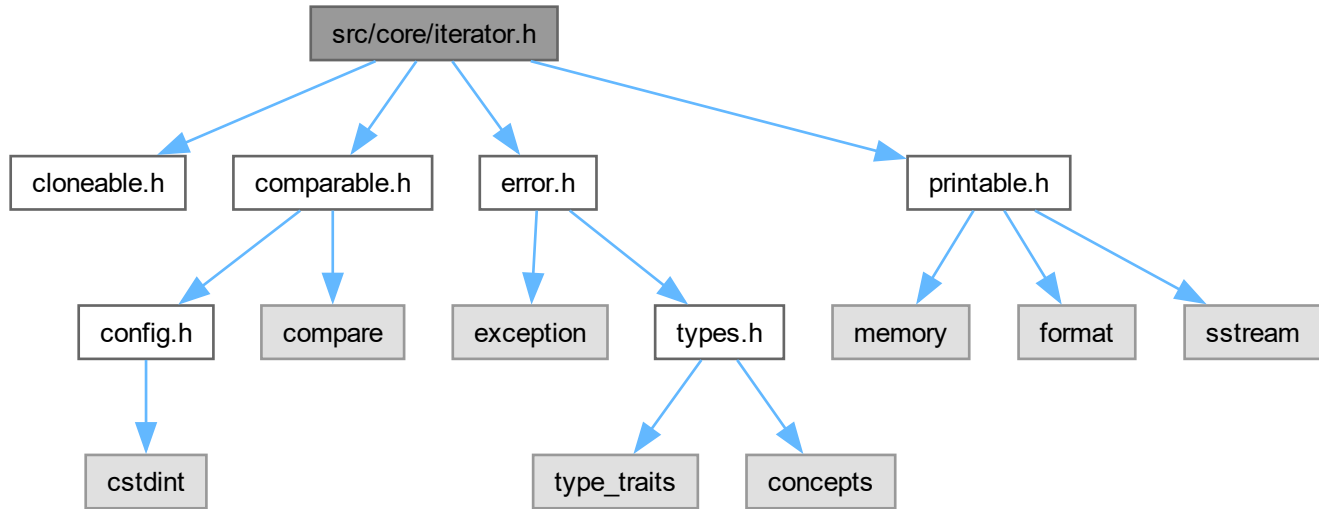 src/core/iterator.h
cloneable.h
comparable.h
error.h
printable.h
config.h
compare
exception
types.h
memory
format
sstream
cstdint
type_traits
concepts